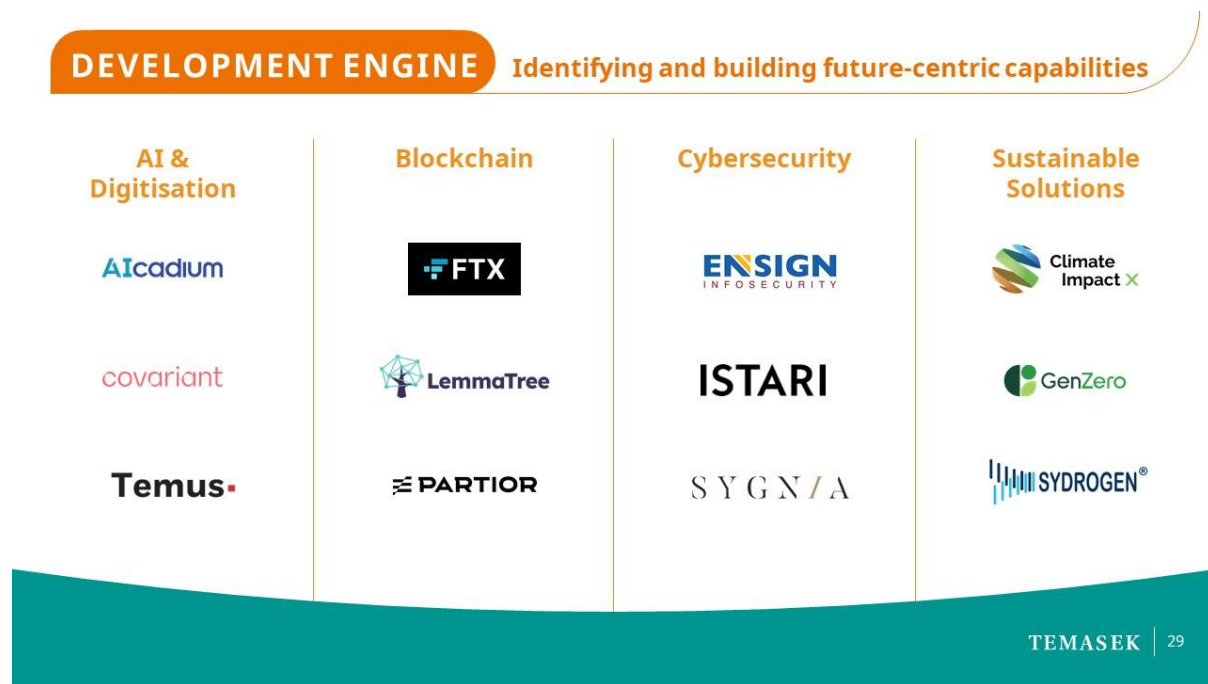 DEVELOPMENT ENGINE
Identifying and building future-centric capabilities
AI &
Digitisation
AIcadium
covariant
Temus
Blockchain
FTX
LemmaTree
PARTIOR
Cybersecurity
ENSIGN
INFOSECURITY
ISTARI
SYGNIA
Sustainable
Solutions
Climate
Impact X
GenZero
SYDROGEN®
TEMASEK
29